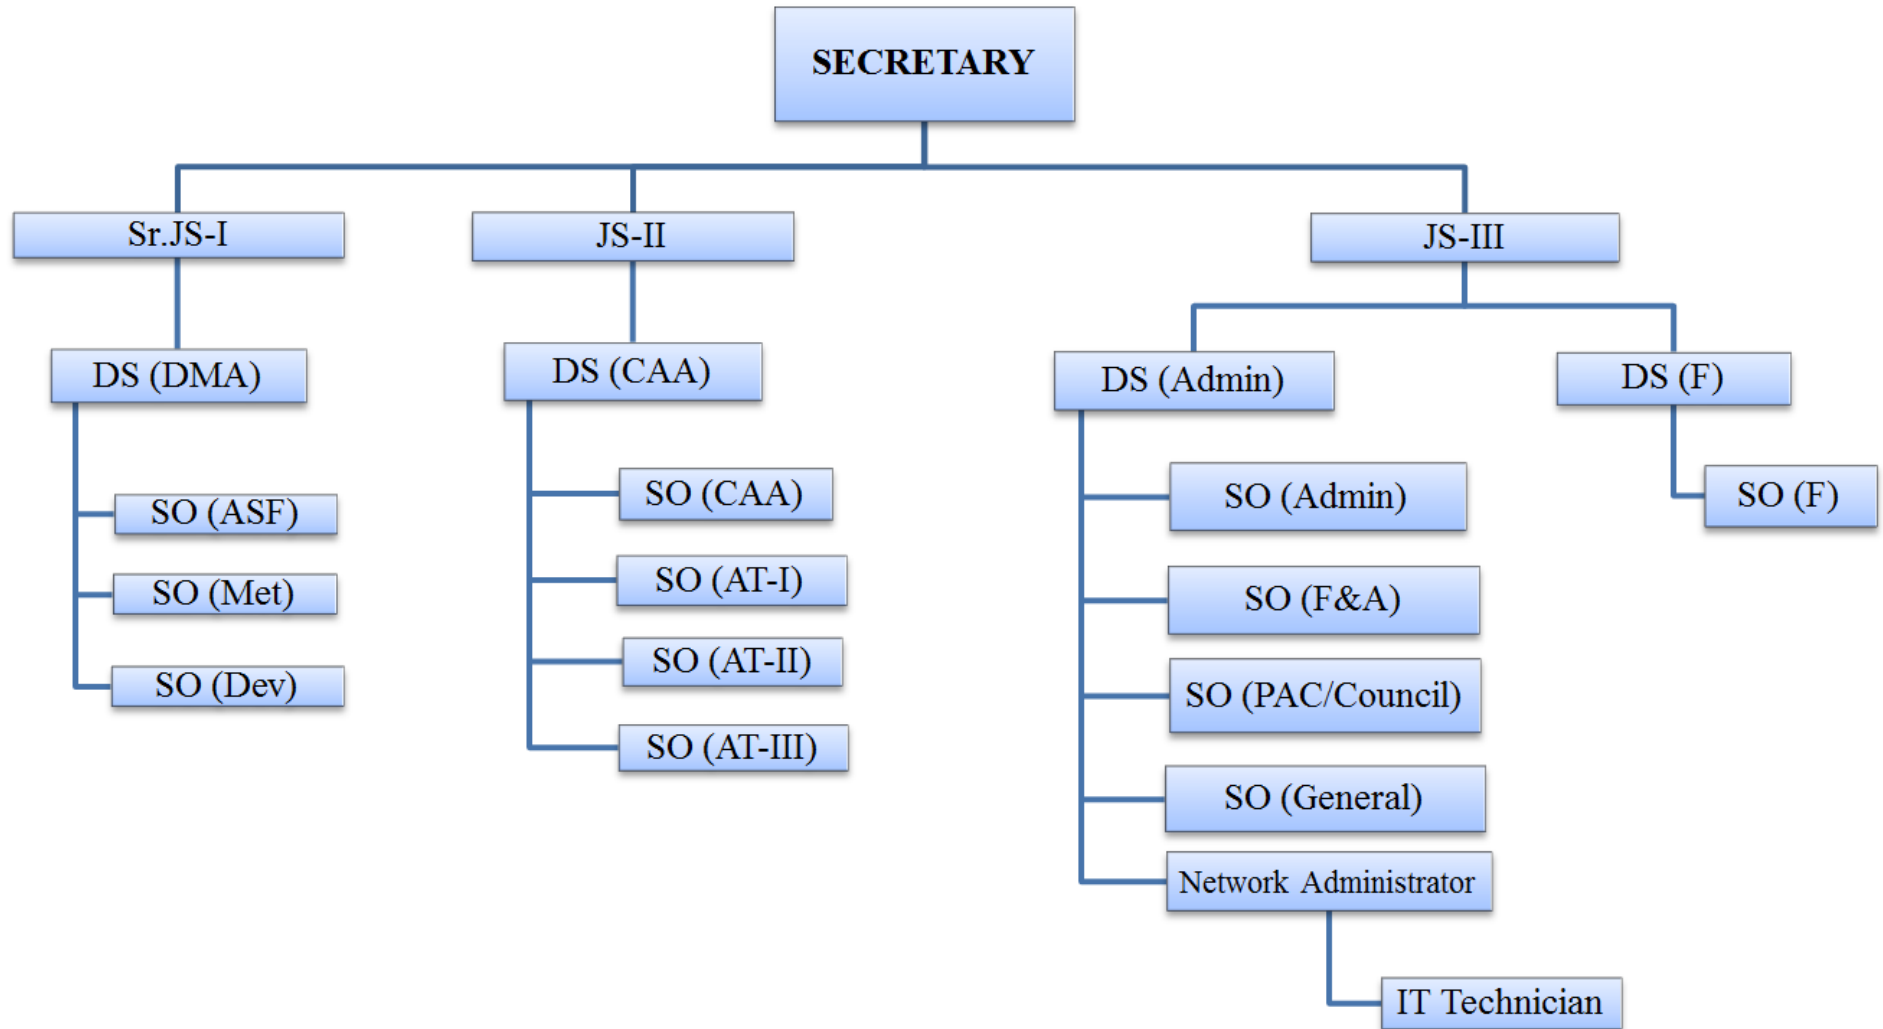 SECRETARY
Sr.JS-I
JS-II
JS-III
DS (DMA)
DS (CAA)
DS (Admin)
DS (F)
SO (ASF)
SO (Met)
SO (Dev)
SO (CAA)
SO (AT-I)
SO (AT-II)
SO (AT-III)
SO (Admin)
SO (F&A)
SO (PAC/Council)
SO (General)
Network Administrator
IT Technician
SO (F)